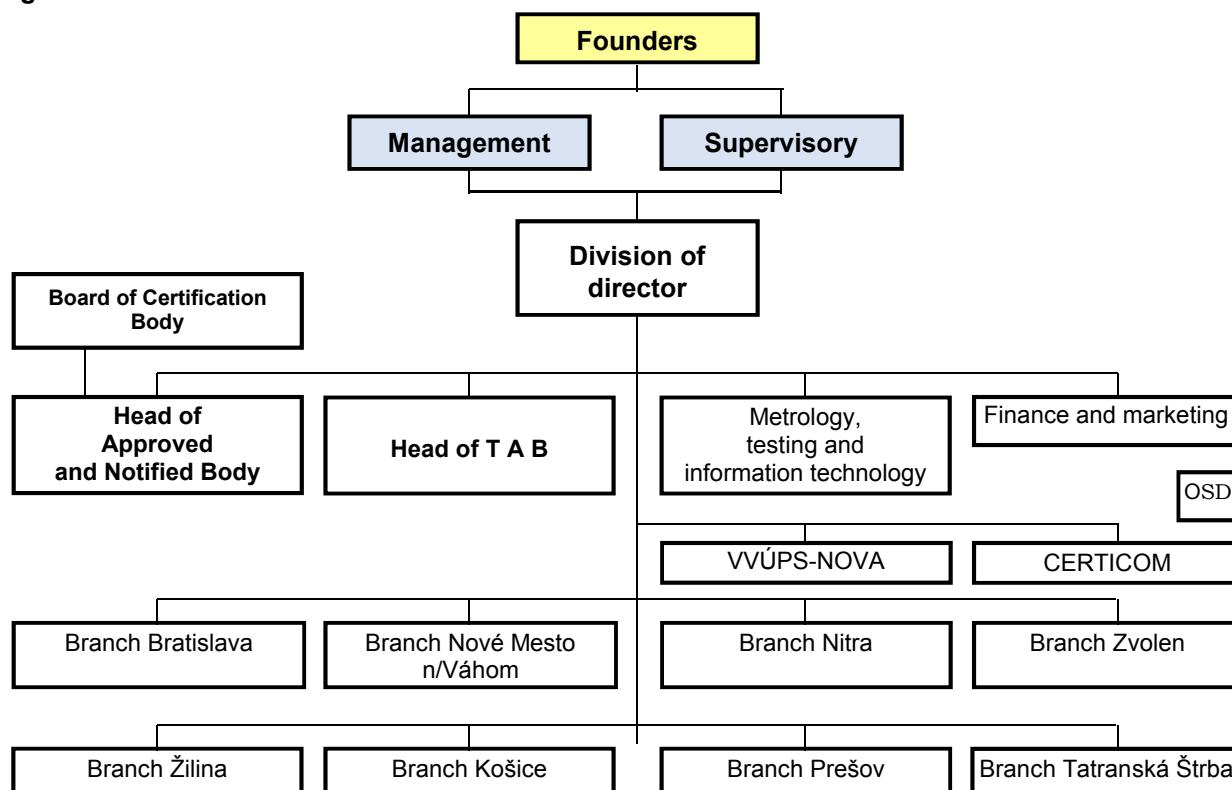 Founders
Management
Supervisory
Division of
director
Board of Certification
Body
Head of
Approved
and Notified Body
Head of T A B
Metrology,
testing and
information technology
Finance and marketing
OSD
VVÚPS-NOVA
CERTICOM
Branch Bratislava
Branch Nové Mesto
n/Váhom
Branch Nitra
Branch Zvolen
Branch Žilina
Branch Košice
Branch Prešov
Branch Tatranská Štrba